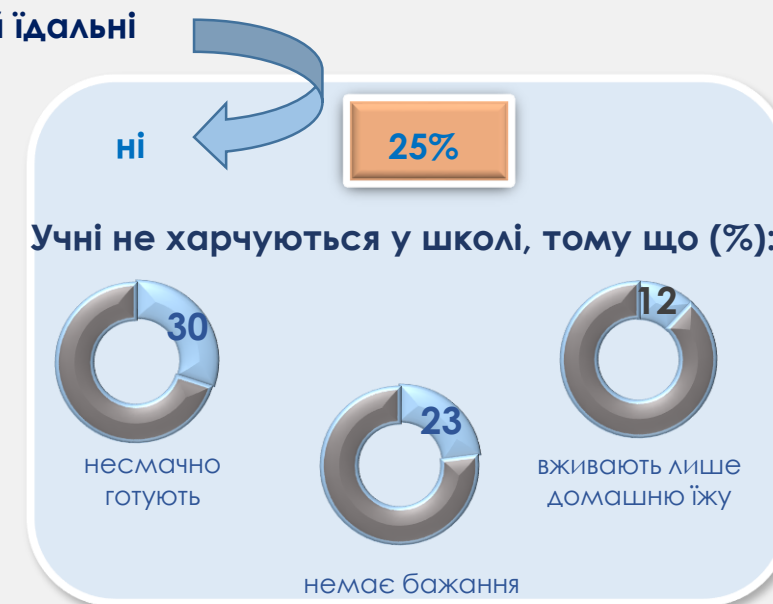 їдальні
ні
25%
Учні не харчуються у школі, тому що (%):
30
12
23
несмачно
готують
вживають лише
домашню їжу
немає бажання